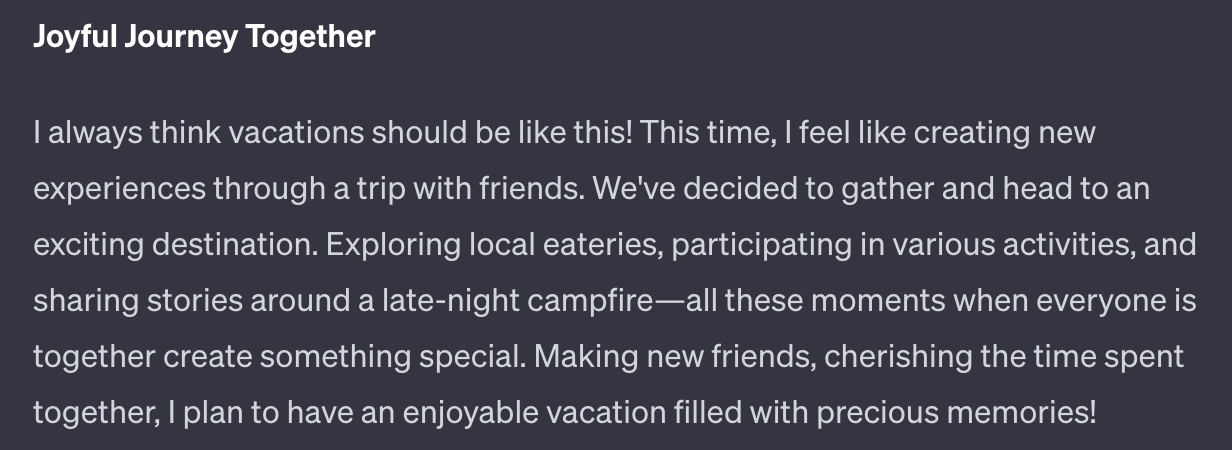 Joyful Journey Together
I always think vacations should be like this! This time, I feel like creating new
experiences through a trip with friends. We've decided to gather and head to an
exciting destination. Exploring local eateries, participating in various activities, and
sharing stories around a late-night campfire—all these moments when everyone is
together create something special. Making new friends, cherishing the time spent
together, I plan to have an enjoyable vacation filled with precious memories!